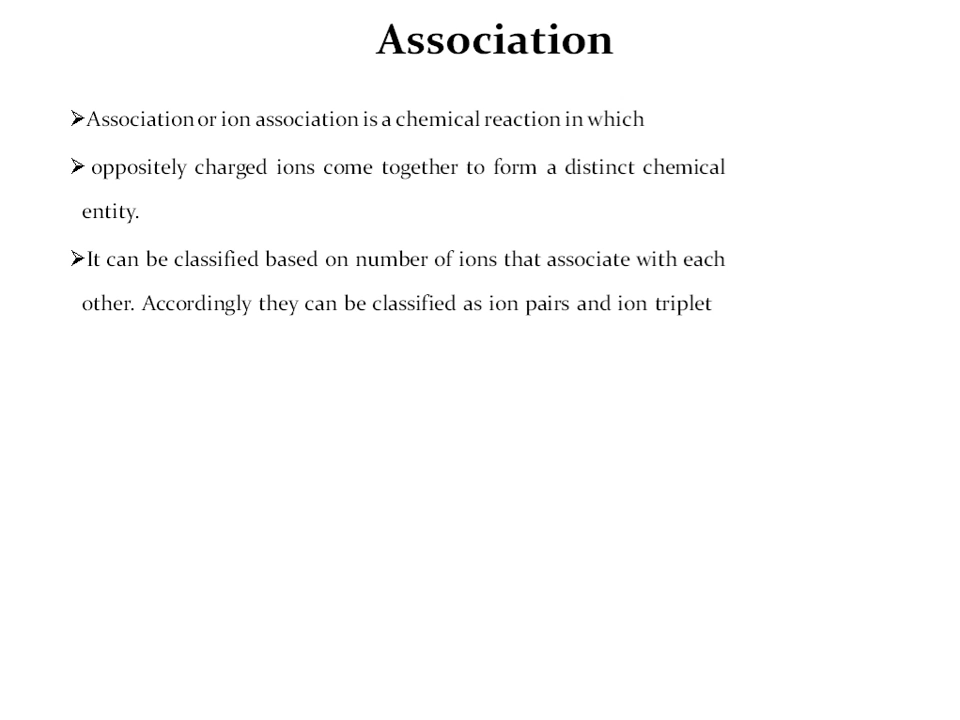 Association
➢Association or ion association is a chemical reaction in which
➢ oppositely charged ions come together to form a distinct chemical
entity.
➢It can be classified based on number of ions that associate with each
other. Accordingly they can be classified as ion pairs and ion triplet